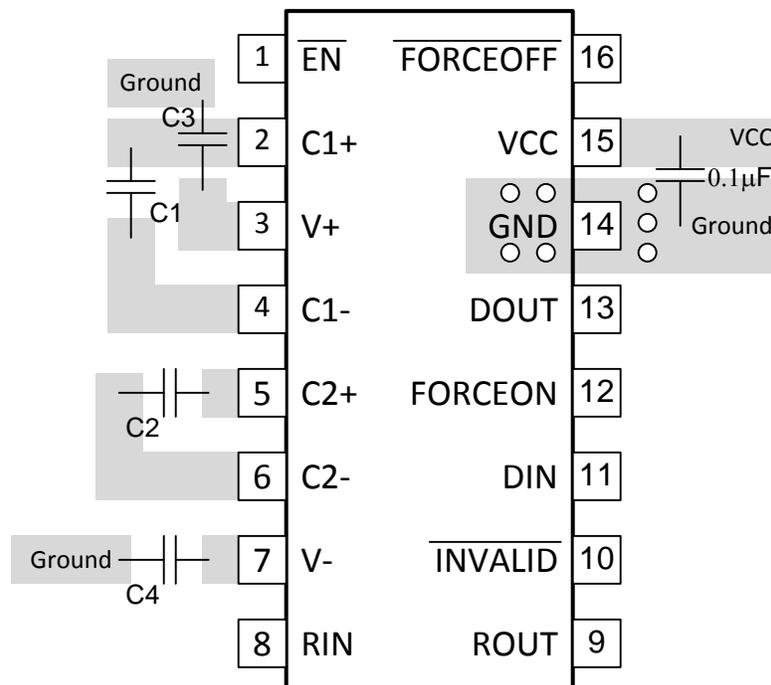 1 EN FORCEOFF 16
Ground
C3
2 C1+ VCC 15 VCC
C1
0.1µF
3 V+ GND 14 Ground
4 C1- DOUT 13
5 C2+ FORCEON 12
C2
6 C2- DIN 11
Ground 7 V- INVALID 10
C4
8 RIN ROUT 9